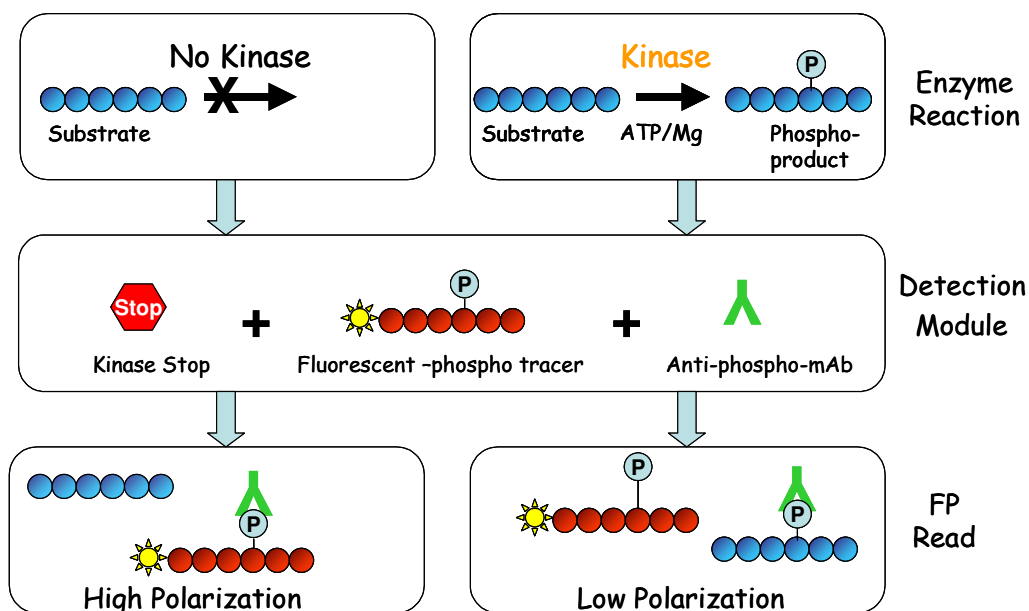 No Kinase
Substrate
Kinase
P
Substrate
ATP/Mg
Phospho-
product
Enzyme
Reaction
Stop
+
P
+
Kinase Stop
Fluorescent –phospho tracer
Anti-phospho-mAb
Detection
Module
P
High Polarization
P
P
Low Polarization
FP
Read